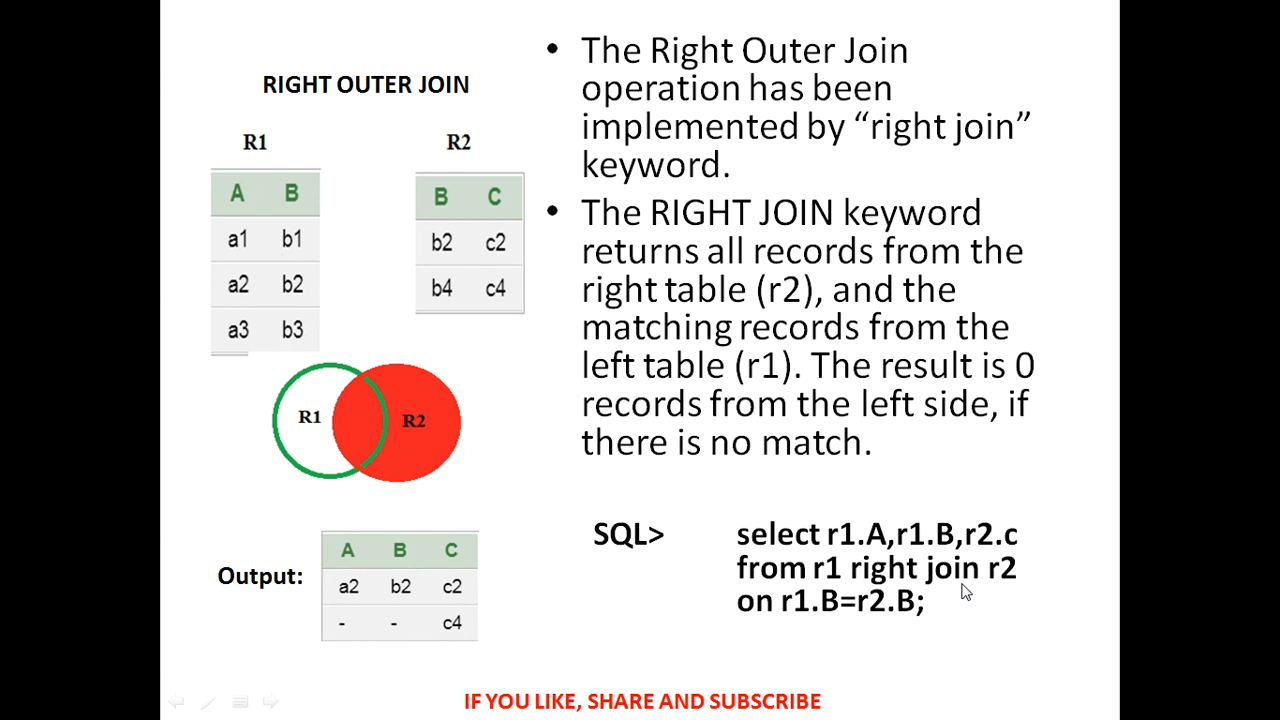 RIGHT OUTER JOIN
R1 R2
A B
a1 b1
a2 b2
a3 b3
B C
b2 c2
b4 c4
R1 R2
Output:
A B C
a2 b2 c2
- - c4
• The Right Outer Join
operation has been
implemented by “right join”
keyword.
• The RIGHT JOIN keyword
returns all records from the
right table (r2), and the
matching records from the
left table (r1). The result is 0
records from the left side, if
there is no match.
SQL> select r1.A,r1.B,r2.c
from r1 right join r2
on r1.B=r2.B;
IF YOU LIKE, SHARE AND SUBSCRIBE